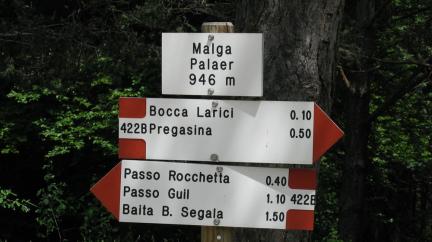 Malga
Palaer
946 m
Bocca Larici 0.10
422B Pregasina 0.50
Passo Rocchetta 0.40
Passo Guil 1.10 422B
Baita B. Segala 1.50